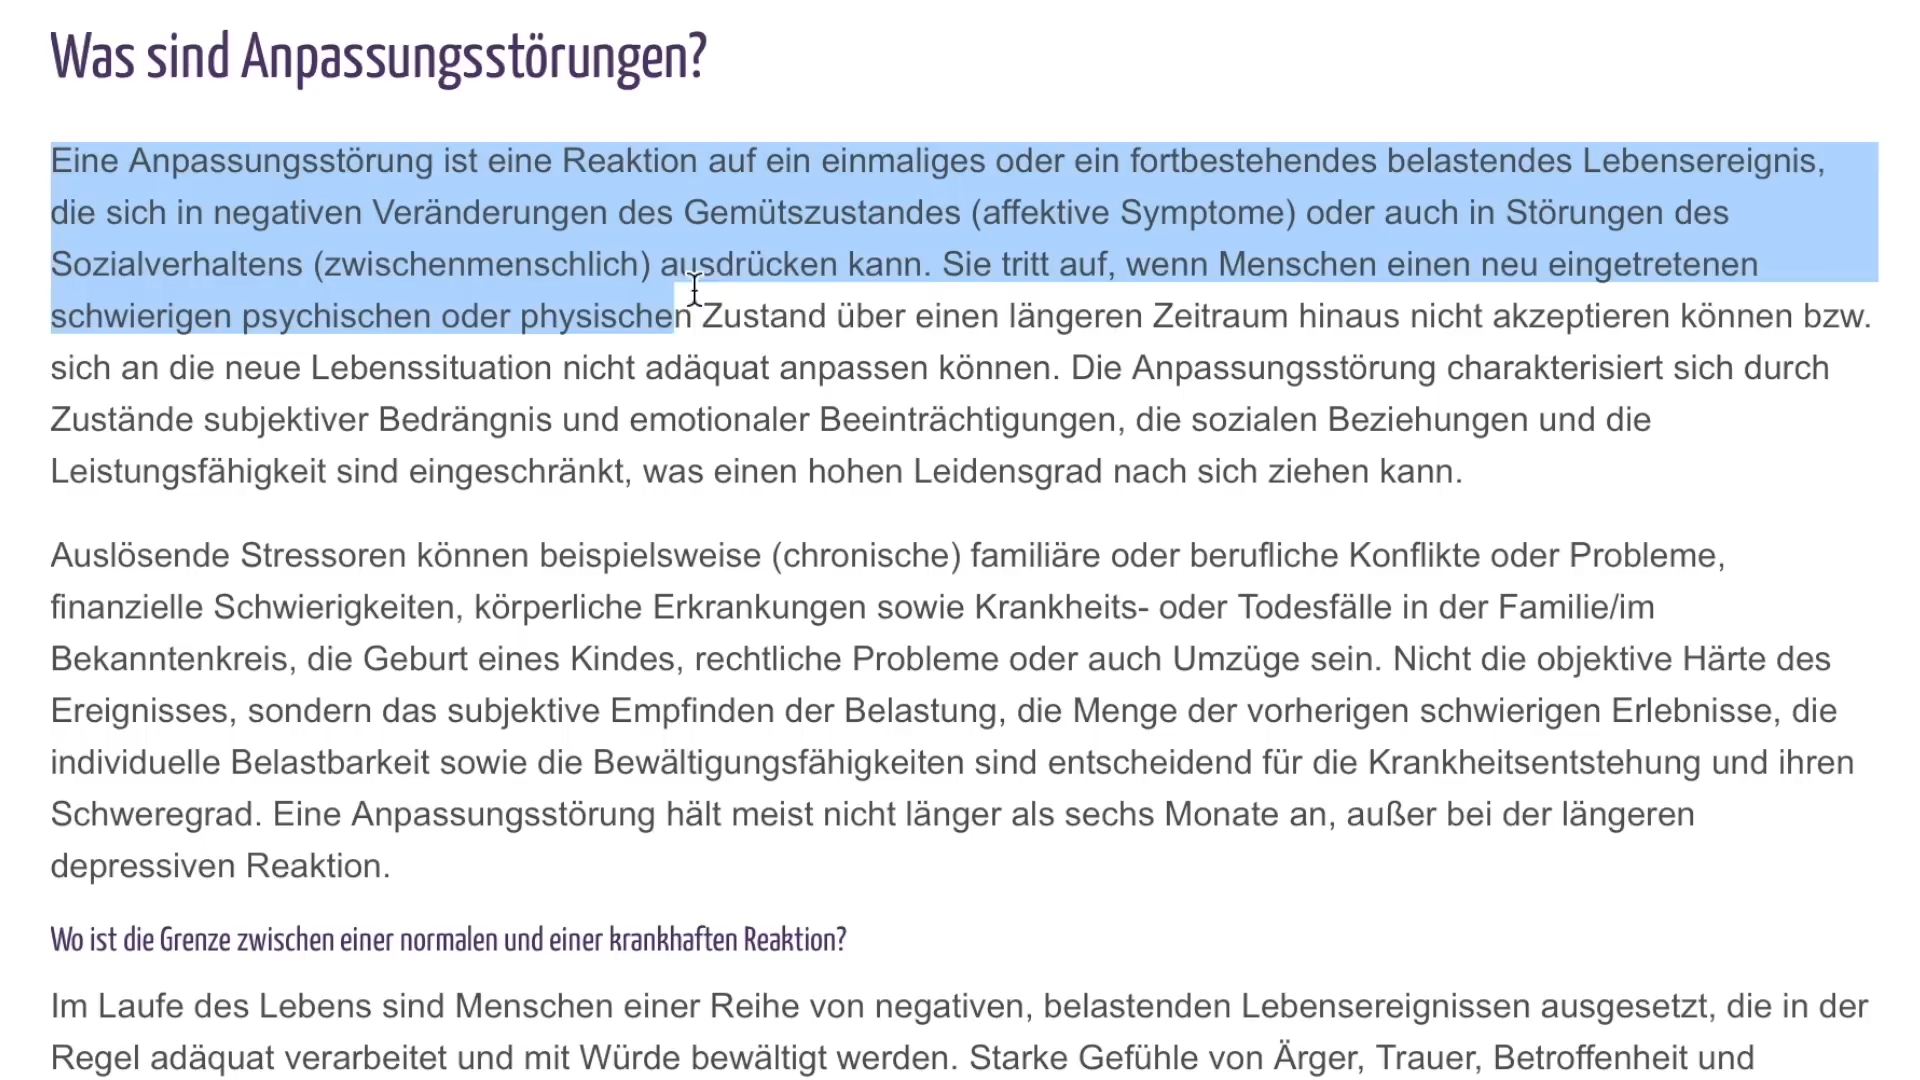 Was sind Anpassungsstörungen?
Eine Anpassungsstörung ist eine Reaktion auf ein einmaliges oder ein fortbestehendes belastendes Lebensereignis,
die sich in negativen Veränderungen des Gemütszustandes (affektive Symptome) oder auch in Störungen des
Sozialverhaltens (zwischenmenschlich) ausdrücken kann. Sie tritt auf, wenn Menschen einen neu eingetretenen
schwierigen psychischen oder physischen Zustand über einen längeren Zeitraum hinaus nicht akzeptieren können bzw.
sich an die neue Lebenssituation nicht adäquat anpassen können. Die Anpassungsstörung charakterisiert sich durch
Zustände subjektiver Bedrängnis und emotionaler Beeinträchtigungen, die sozialen Beziehungen und die
Leistungsfähigkeit sind eingeschränkt, was einen hohen Leidensgrad nach sich ziehen kann.
Auslösende Stressoren können beispielsweise (chronische) familiäre oder berufliche Konflikte oder Probleme,
finanzielle Schwierigkeiten, körperliche Erkrankungen sowie Krankheits- oder Todesfälle in der Familie/im
Bekanntenkreis, die Geburt eines Kindes, rechtliche Probleme oder auch Umzüge sein. Nicht die objektive Härte des
Ereignisses, sondern das subjektive Empfinden der Belastung, die Menge der vorherigen schwierigen Erlebnisse, die
individuelle Belastbarkeit sowie die Bewältigungsfähigkeiten sind entscheidend für die Krankheitsentstehung und ihren
Schweregrad. Eine Anpassungsstörung hält meist nicht länger als sechs Monate an, außer bei der längeren
depressiven Reaktion.
Wo ist die Grenze zwischen einer normalen und einer krankhaften Reaktion?
Im Laufe des Lebens sind Menschen einer Reihe von negativen, belastenden Lebensereignissen ausgesetzt, die in der
Regel adäquat verarbeitet und mit Würde bewältigt werden. Starke Gefühle von Ärger, Trauer, Betroffenheit und